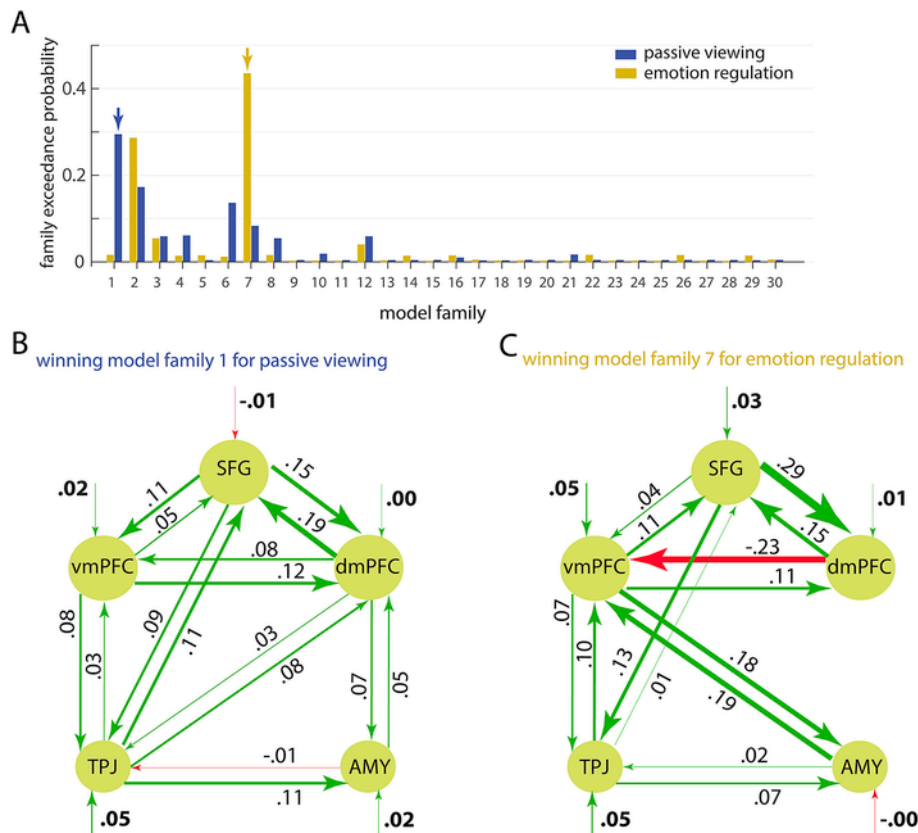 A
family exceedance probability
0.4
0.2
0
passive viewing
emotion regulation
1 2 3 4 5 6 7 8 9 10 11 12 13 14 15 16 17 18 19 20 21 22 23 24 25 26 27 28 29 30
model family
B
winning model family 1 for passive viewing
-.01
SFG
.02
.00
.11
.05
.15
.19
vmPFC
.08
.12
dmPFC
.08
.03
.09
.11
.03
.08
.07
.05
TPJ
-.01
.11
AMY
.05
.02
C
winning model family 7 for emotion regulation
.03
SFG
.05
.01
.04
.11
.29
.15
vmPFC
-.23
.11
dmPFC
.07
.10
.13
.01
.18
.19
TPJ
.02
.07
AMY
.05
-.00